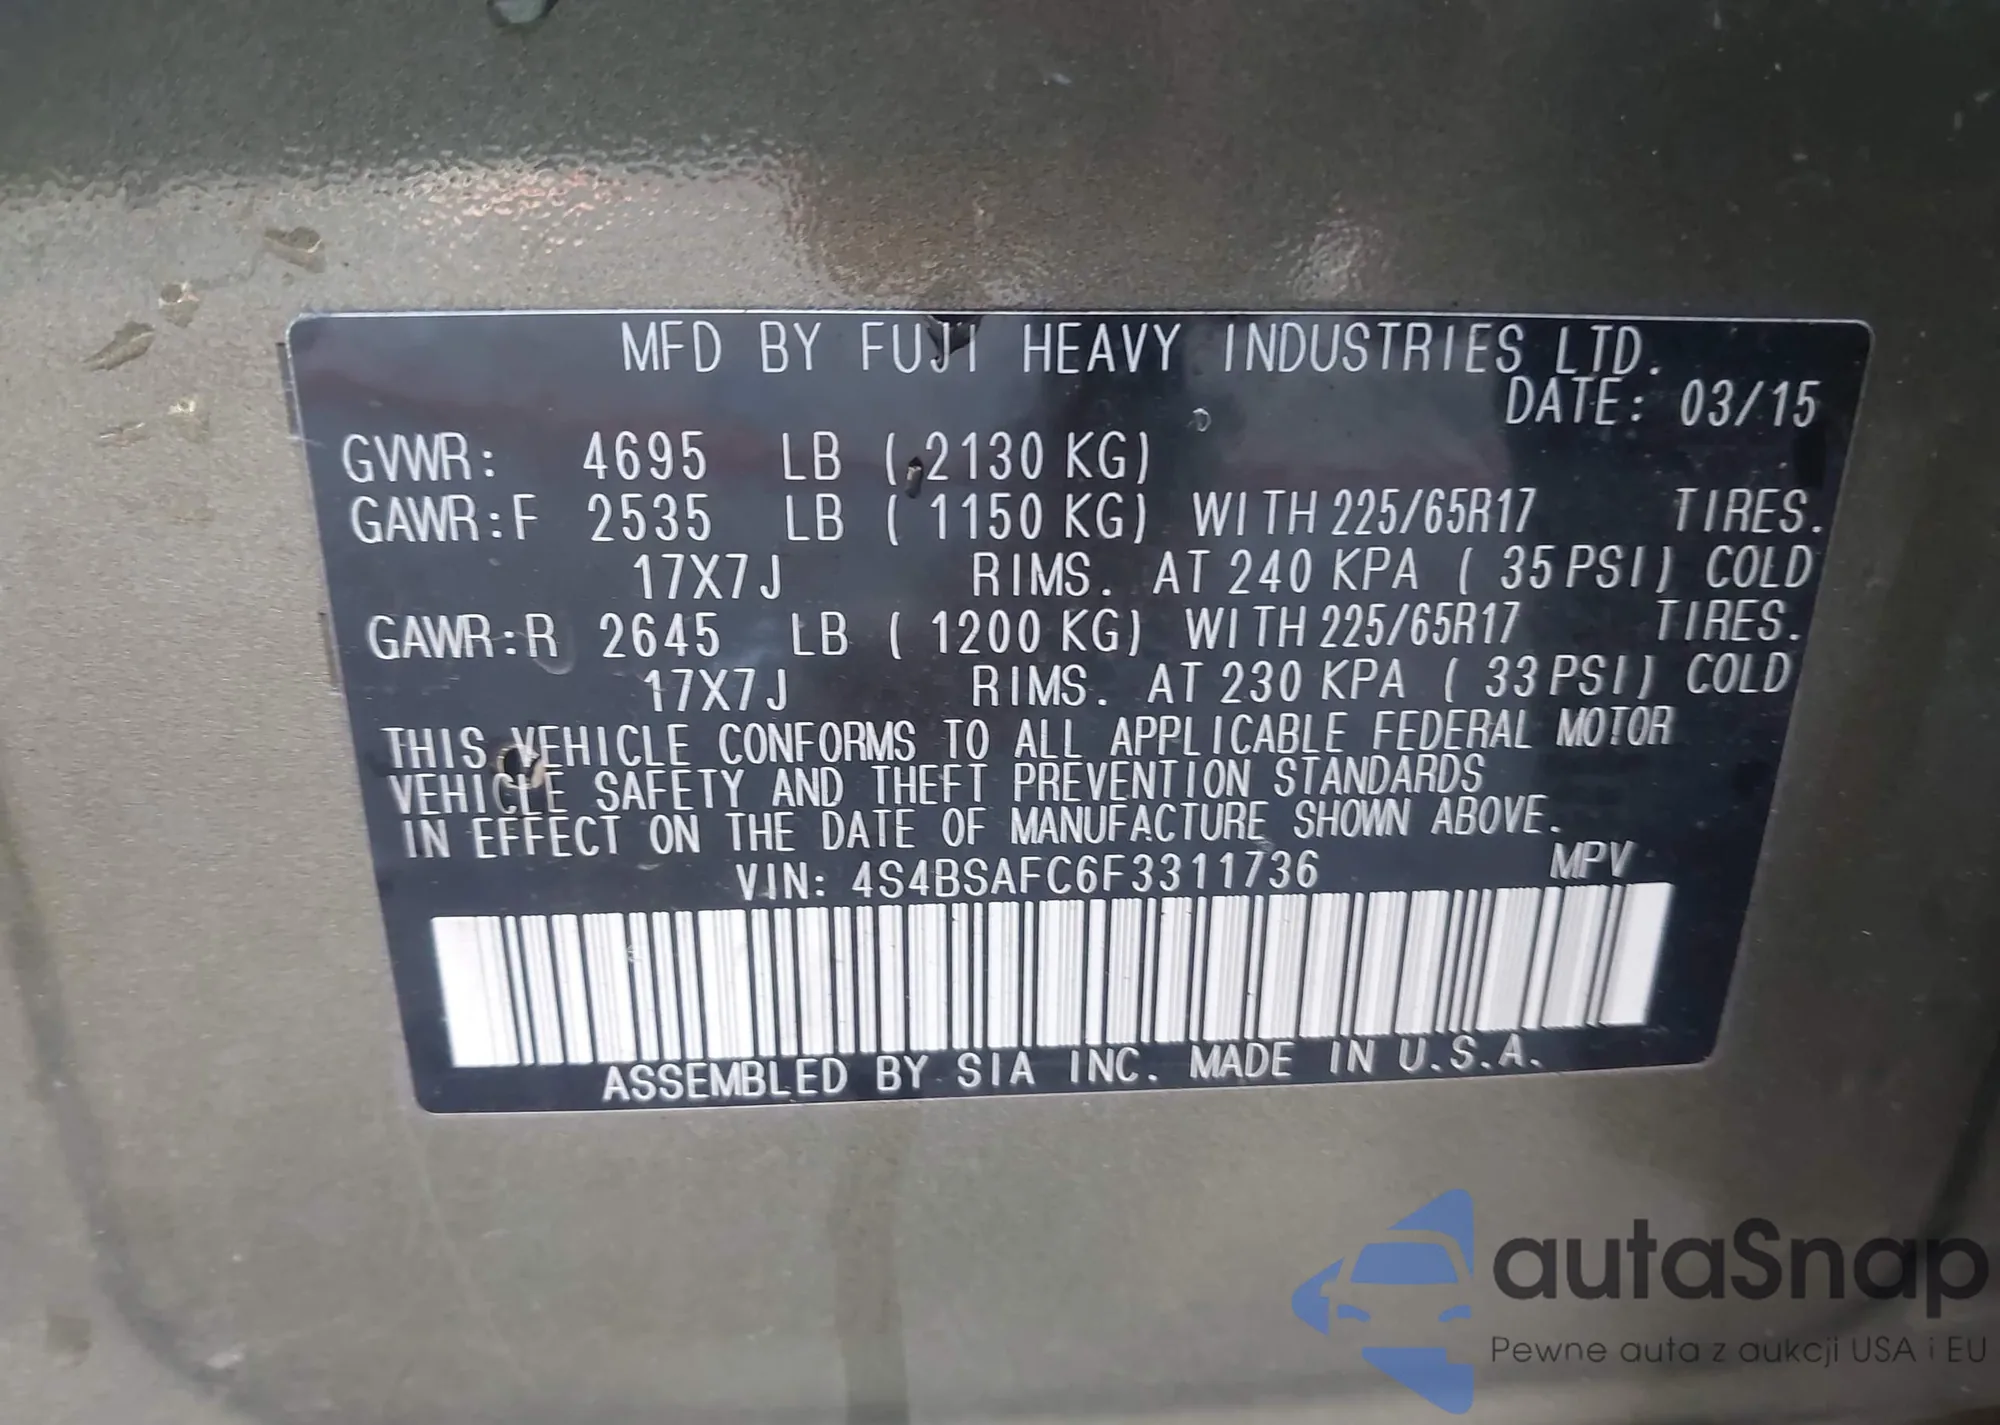 MFD BY FUJI HEAVY INDUSTRIES LTD.
DATE: 03/15
GVWR: 4695 LB ( 2130 KG)
GAWR:F 2535 LB ( 1150 KG) WITH 225/65R17 TIRES.
17X7J RIMS. AT 240 KPA ( 35 PSI) COLD
GAWR:R 2645 LB ( 1200 KG) WITH 225/65R17 TIRES.
17X7J RIMS. AT 230 KPA ( 33 PSI) COLD
THIS VEHICLE CONFORMS TO ALL APPLICABLE FEDERAL MOTOR
VEHICLE SAFETY AND THEFT PREVENTION STANDARDS
IN EFFECT ON THE DATE OF MANUFACTURE SHOWN ABOVE.
VIN: 4S4BSAFC6F3311736 MPV
ASSEMBLED BY SIA INC. MADE IN U.S.A.
autaSnap
Pewne auta z aukcji USA i EU